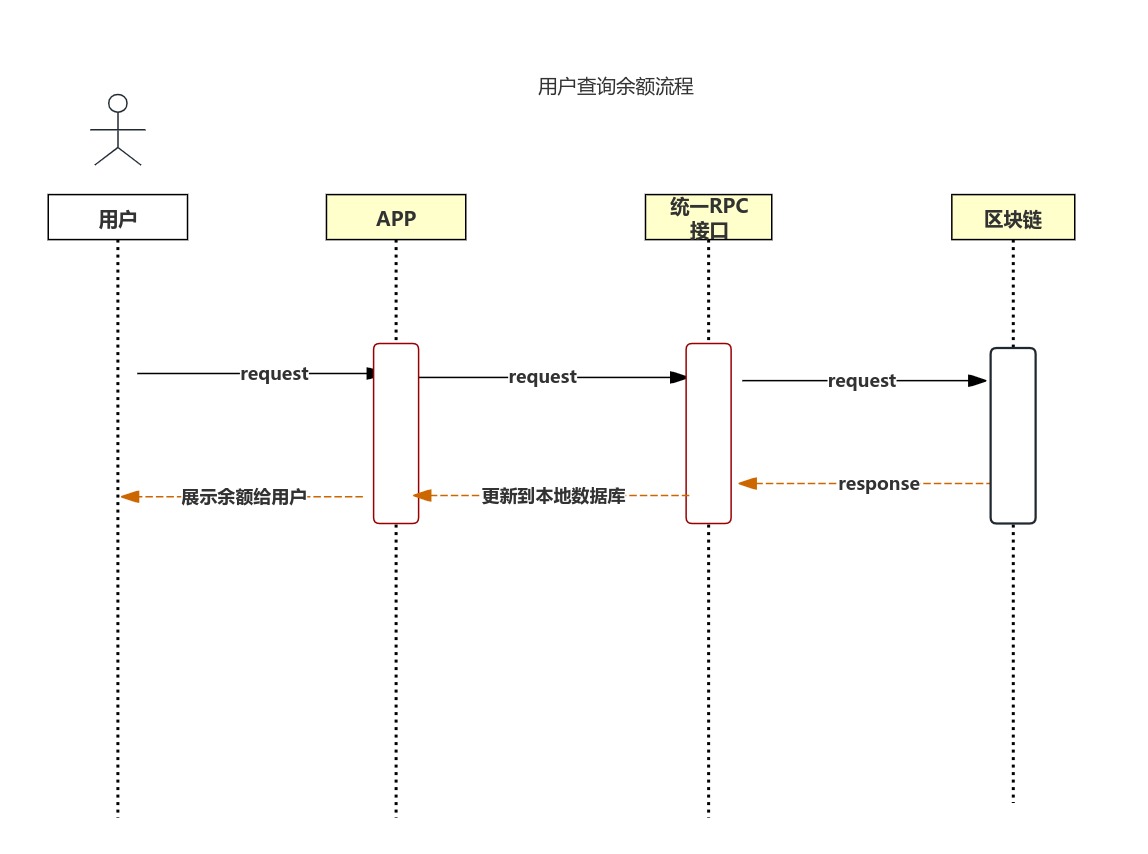 用户查询余额流程
用户
APP
统一RPC
接口
区块链
request
request
request
response
更新到本地数据库
展示余额给用户